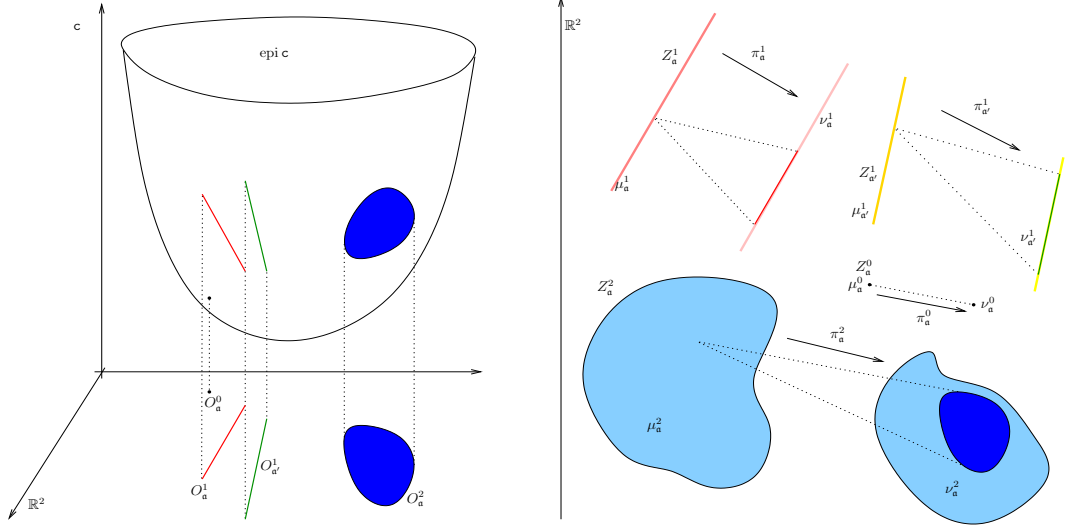 c
epi c
O⁰_𝔞
O¹_𝔞
O¹_𝔞′
O²_𝔞
ℝ²
ℝ²
Z¹_𝔞
π¹_𝔞
ν¹_𝔞
μ¹_𝔞
π¹_𝔞′
Z¹_𝔞′
μ¹_𝔞′
ν¹_𝔞′
Z⁰_𝔞
μ⁰_𝔞
ν⁰_𝔞
π⁰_𝔞
Z²_𝔞
π²_𝔞
μ²_𝔞
ν²_𝔞